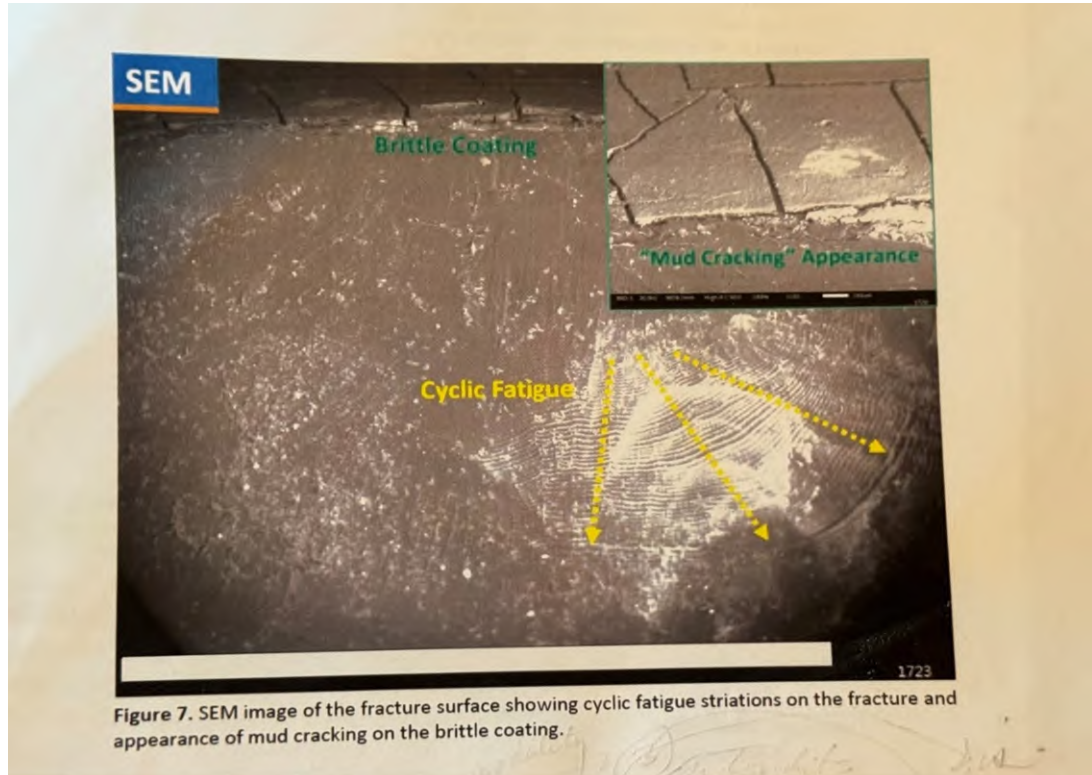 SEM
Brittle Coating
"Mud Cracking" Appearance
Cyclic Fatigue
1723
Figure 7. SEM image of the fracture surface showing cyclic fatigue striations on the fracture and
appearance of mud cracking on the brittle coating.